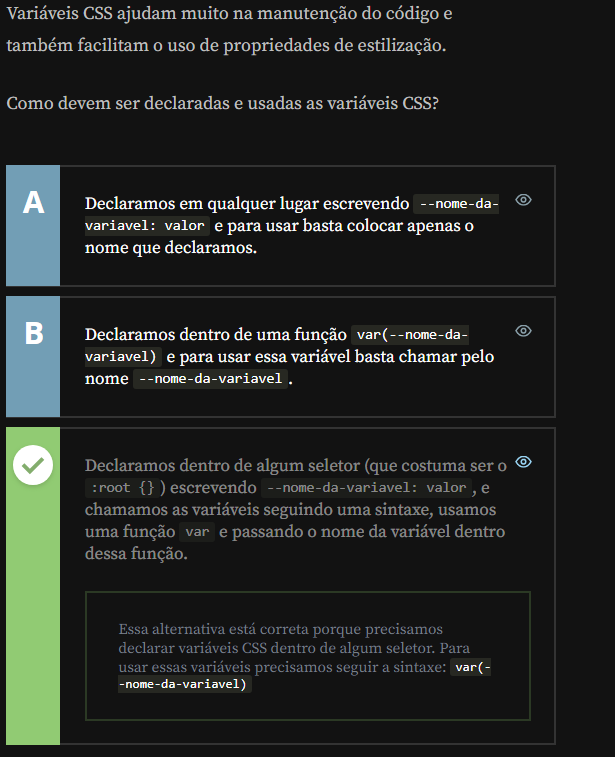 Variáveis CSS ajudam muito na manutenção do código e
também facilitam o uso de propriedades de estilização.
Como devem ser declaradas e usadas as variáveis CSS?
A
Declaramos em qualquer lugar escrevendo --nome-da-
variavel: valor e para usar basta colocar apenas o
nome que declaramos.
B
Declaramos dentro de uma função var(--nome-da-
variavel) e para usar essa variável basta chamar pelo
nome --nome-da-variavel.
Declaramos dentro de algum seletor (que costuma ser o
:root {}) escrevendo --nome-da-variavel: valor, e
chamamos as variáveis seguindo uma sintaxe, usamos
uma função var e passando o nome da variável dentro
dessa função.
Essa alternativa está correta porque precisamos
declarar variáveis CSS dentro de algum seletor. Para
usar essas variáveis precisamos seguir a sintaxe: var(-
-nome-da-variavel)